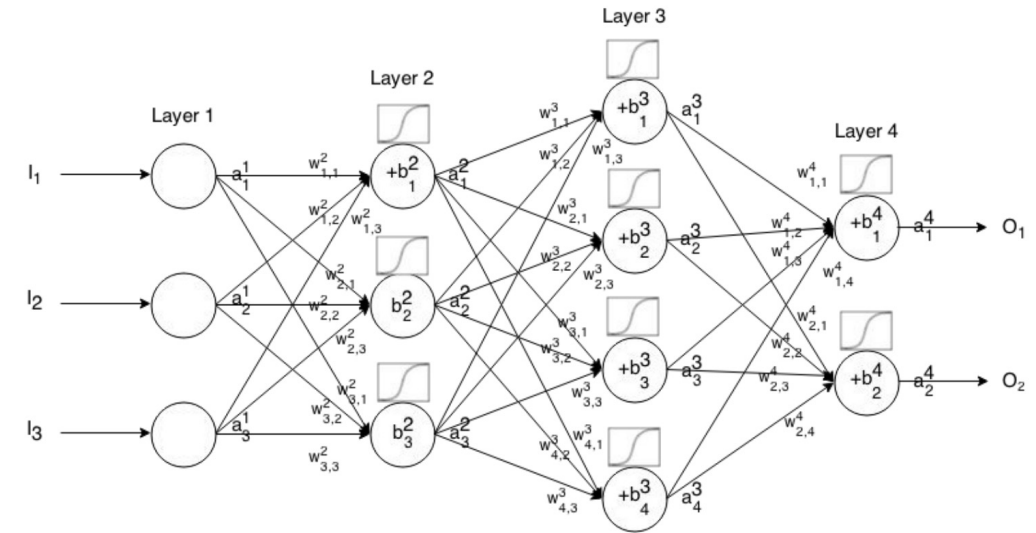 Layer 3
Layer 2
Layer 1
Layer 4
I₁
a¹₁
w²₁,₁
w²₁,₂
w²₁,₃
+b²₁
a²₁
w³₁,₁
w³₁,₂
w³₁,₃
+b³₁
a³₁
w⁴₁,₁
w⁴₁,₂
w⁴₁,₃
w⁴₁,₄
+b⁴₁
a⁴₁
O₁
I₂
a¹₂
w²₂,₁
w²₂,₂
w²₂,₃
b²₂
a²₂
w³₂,₁
w³₂,₂
w³₂,₃
+b³₂
a³₂
w⁴₂,₁
w⁴₂,₂
w⁴₂,₃
w⁴₂,₄
+b⁴₂
a⁴₂
O₂
I₃
a¹₃
w²₃,₁
w²₃,₂
w²₃,₃
b²₃
a²₃
w³₃,₁
w³₃,₂
w³₃,₃
+b³₃
a³₃
w³₄,₁
w³₄,₂
w³₄,₃
+b³₄
a³₄